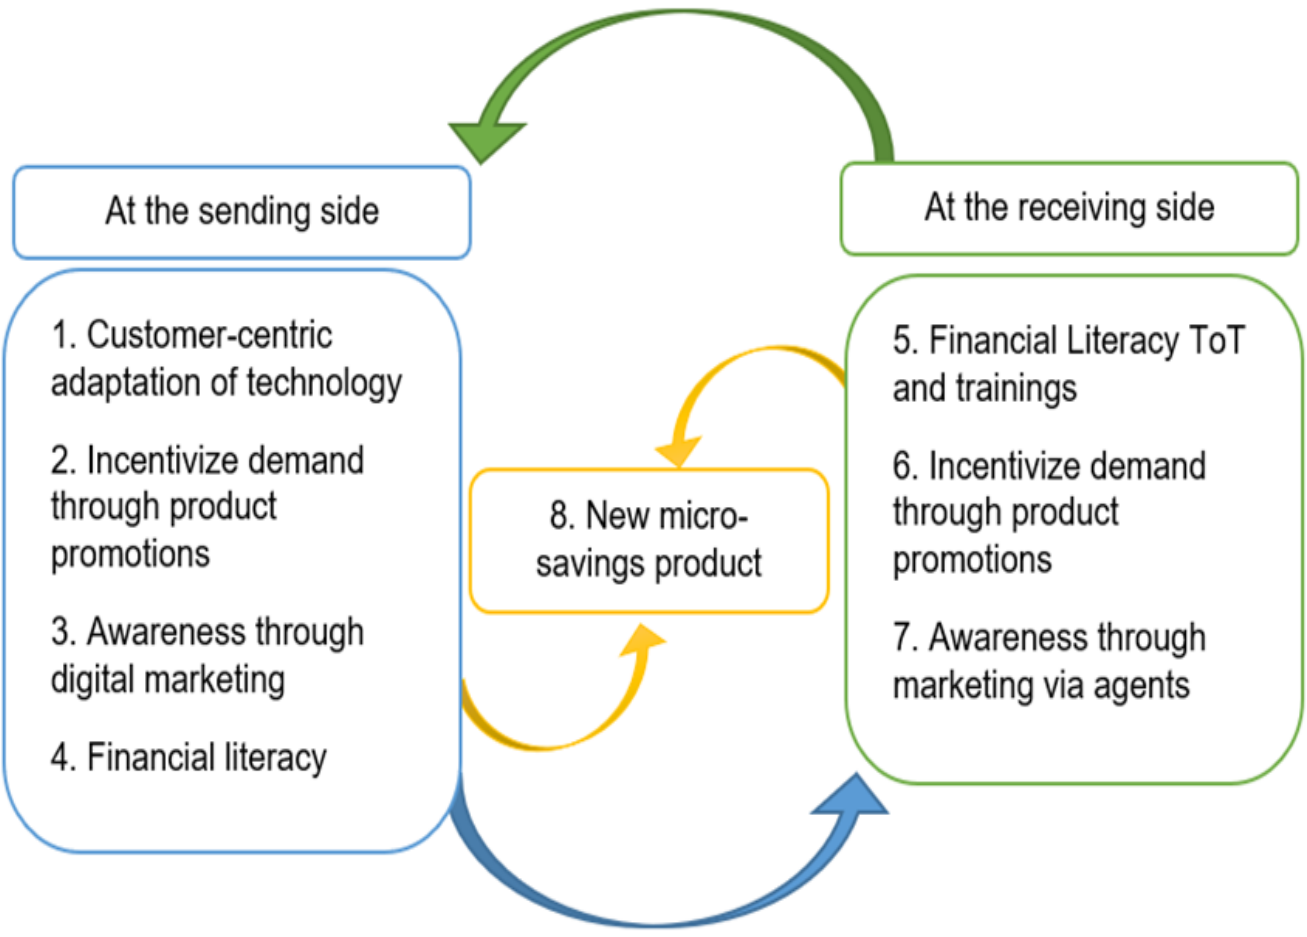 At the sending side
1. Customer-centric
adaptation of technology
2. Incentivize demand
through product
promotions
3. Awareness through
digital marketing
4. Financial literacy
8. New micro-
savings product
At the receiving side
5. Financial Literacy ToT
and trainings
6. Incentivize demand
through product
promotions
7. Awareness through
marketing via agents